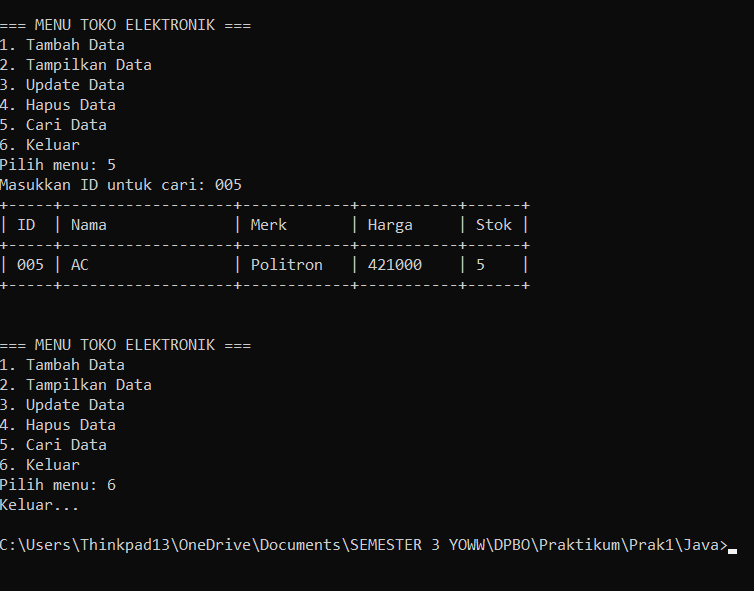 === MENU TOKO ELEKTRONIK ===
1. Tambah Data
2. Tampilkan Data
3. Update Data
4. Hapus Data
5. Cari Data
6. Keluar
Pilih menu: 5
Masukkan ID untuk cari: 005
+-----+-------------------+------------+-----------+------+
| ID  | Nama              | Merk       | Harga     | Stok |
+-----+-------------------+------------+-----------+------+
| 005 | AC                | Politron   | 421000    | 5    |
+-----+-------------------+------------+-----------+------+
=== MENU TOKO ELEKTRONIK ===
1. Tambah Data
2. Tampilkan Data
3. Update Data
4. Hapus Data
5. Cari Data
6. Keluar
Pilih menu: 6
Keluar...
C:\Users\Thinkpad13\OneDrive\Documents\SEMESTER 3 YOWW\DPBO\Praktikum\Prak1\Java>